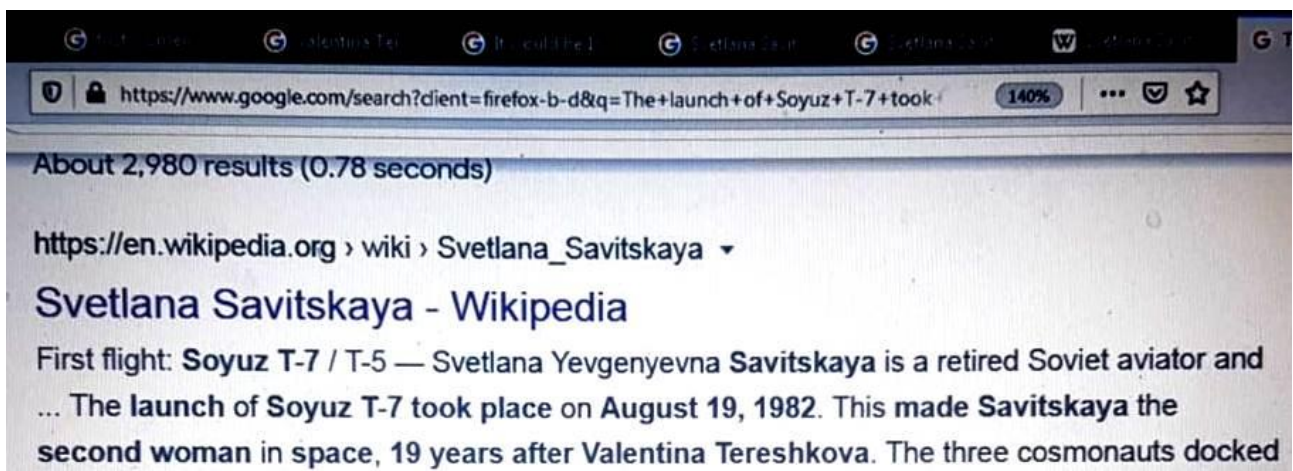 G T
https://www.google.com/search?client=firefox-b-d&q=The+launch+of+Soyuz+T-7+took 140%
About 2,980 results (0.78 seconds)
https://en.wikipedia.org › wiki › Svetlana_Savitskaya
Svetlana Savitskaya - Wikipedia
First flight: Soyuz T-7 / T-5 — Svetlana Yevgenyevna Savitskaya is a retired Soviet aviator and
... The launch of Soyuz T-7 took place on August 19, 1982. This made Savitskaya the
second woman in space, 19 years after Valentina Tereshkova. The three cosmonauts docked